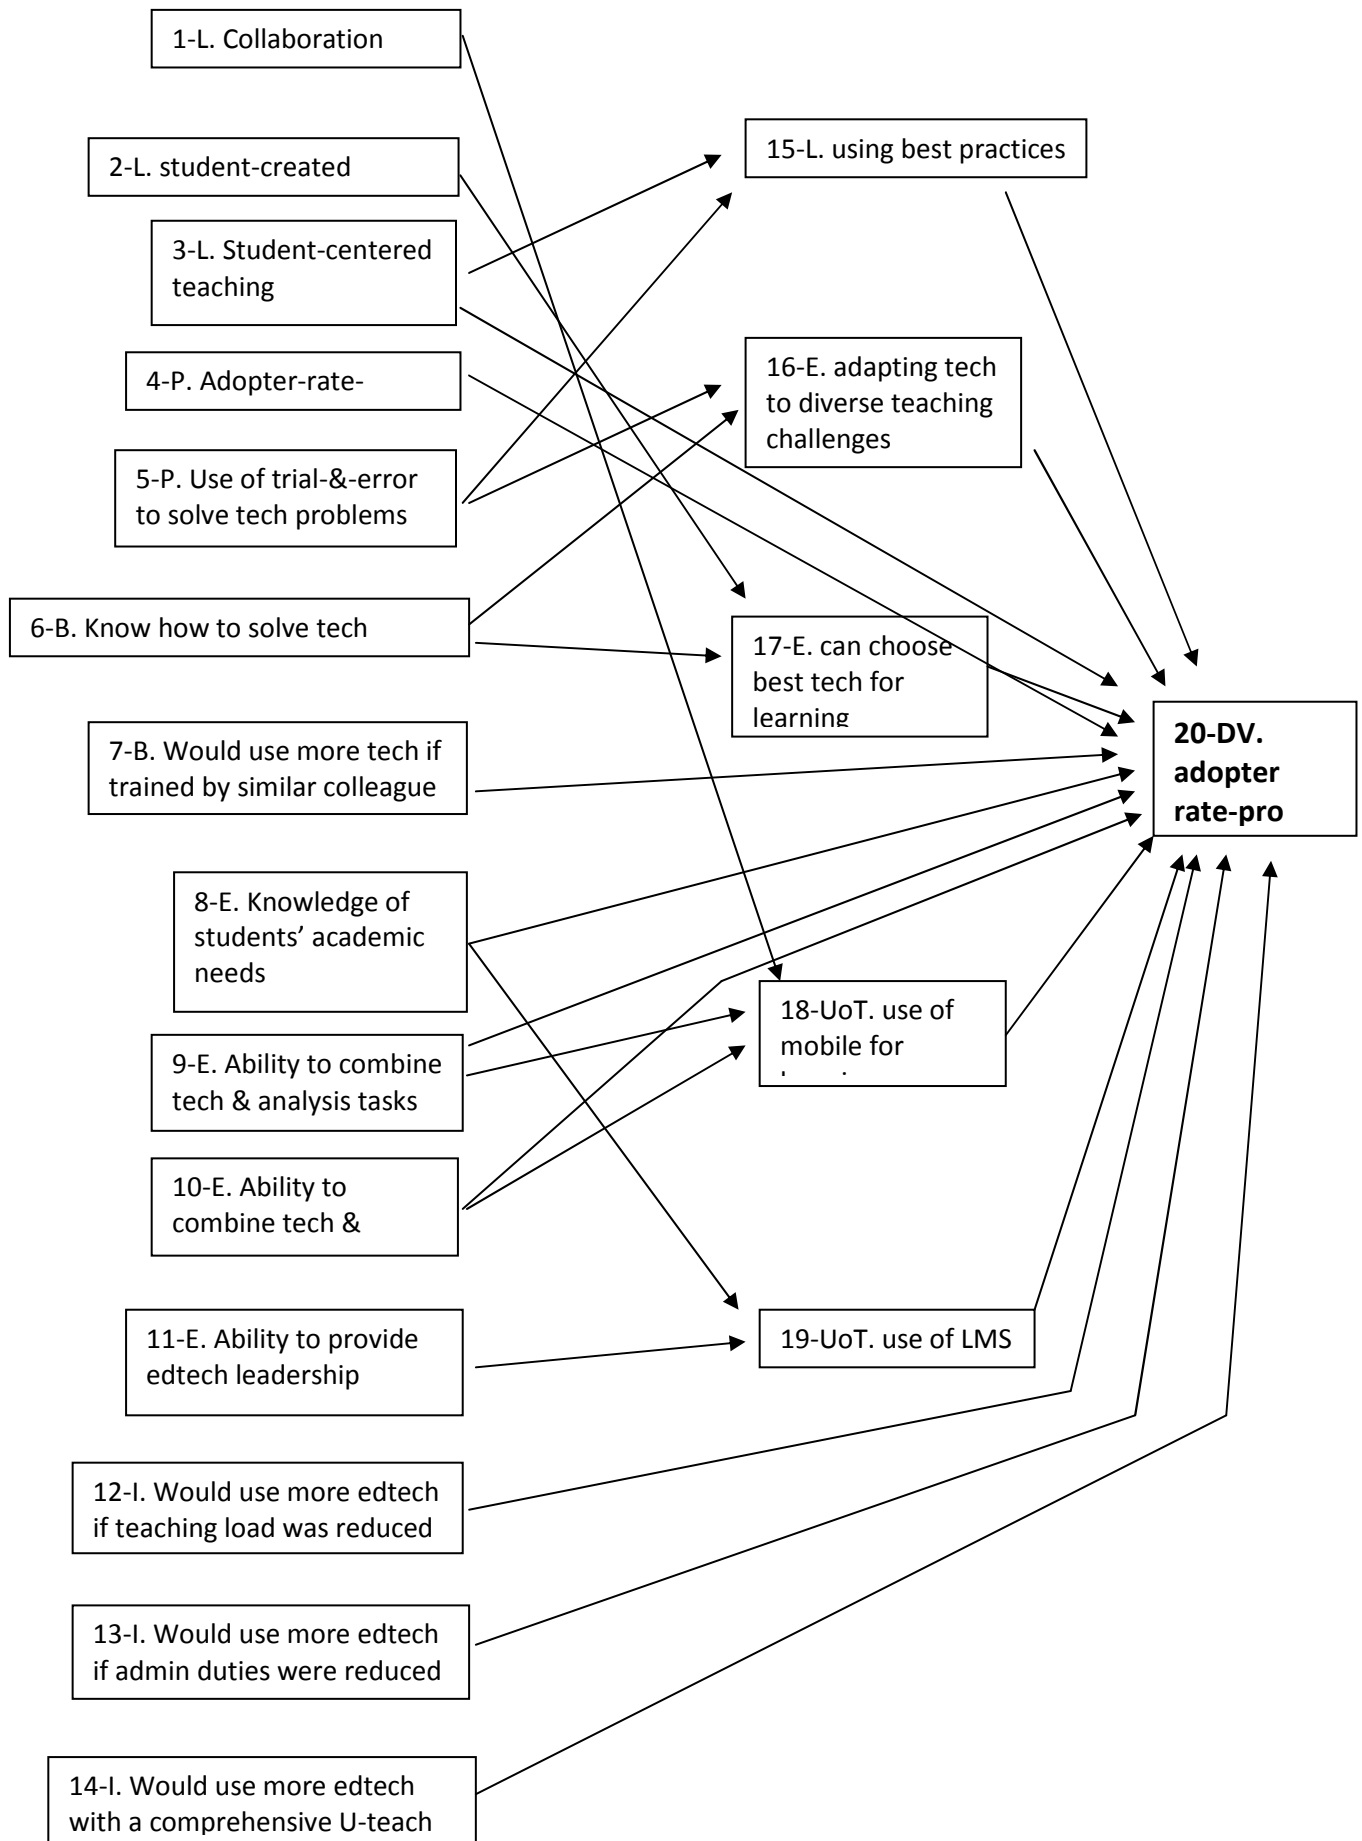 1-L. Collaboration
2-L. student-created
3-L. Student-centered
teaching
4-P. Adopter-rate-
5-P. Use of trial-&-error
to solve tech problems
6-B. Know how to solve tech
7-B. Would use more tech if
trained by similar colleague
8-E. Knowledge of
students’ academic
needs
9-E. Ability to combine
tech & analysis tasks
10-E. Ability to
combine tech &
11-E. Ability to provide
edtech leadership
12-I. Would use more edtech
if teaching load was reduced
13-I. Would use more edtech
if admin duties were reduced
14-I. Would use more edtech
with a comprehensive U-teach
15-L. using best practices
16-E. adapting tech
to diverse teaching
challenges
17-E. can choose
best tech for
learning
18-UoT. use of
mobile for
19-UoT. use of LMS
20-DV.
adopter
rate-pro